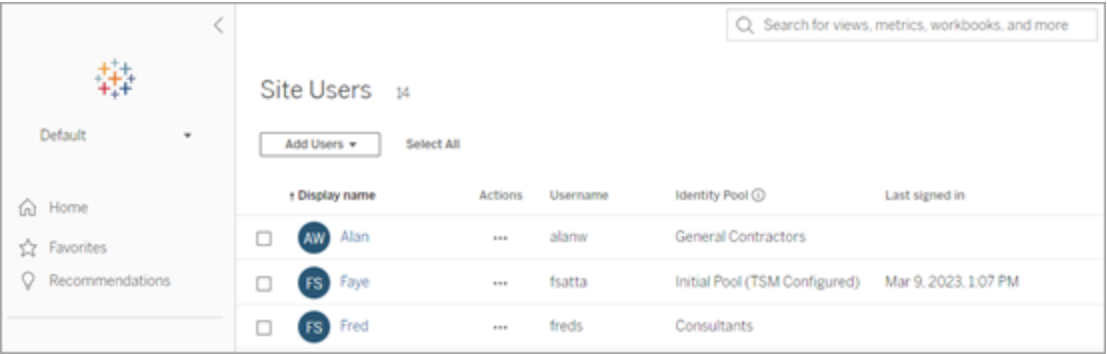 Search for views, metrics, workbooks, and more
Default
Home
Favorites
Recommendations
Site Users 14
Add Users Select All
Display name Actions Username Identity Pool Last signed in
AW Alan ... alanw General Contractors
FS Faye ... fsatta Initial Pool (TSM Configured) Mar 9, 2023, 1:07 PM
FS Fred ... freds Consultants